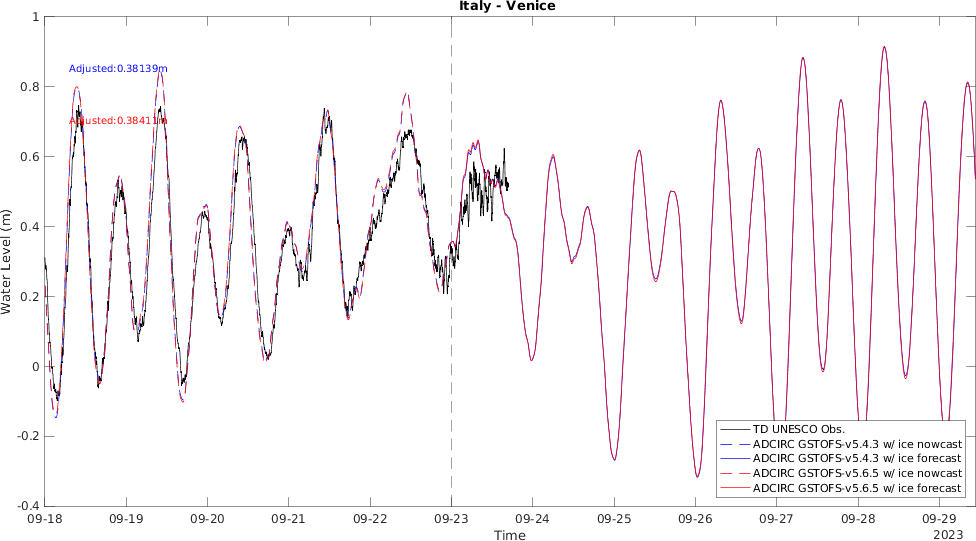 Italy - Venice
Water Level (m)
1
0.8
0.6
0.4
0.2
0
-0.2
-0.4
Adjusted:0.38139m
Adjusted:0.38411m
TD UNESCO Obs.
ADCIRC GSTOFS-v5.4.3 w/ ice nowcast
ADCIRC GSTOFS-v5.4.3 w/ ice forecast
ADCIRC GSTOFS-v5.6.5 w/ ice nowcast
ADCIRC GSTOFS-v5.6.5 w/ ice forecast
09-18 09-19 09-20 09-21 09-22 09-23 09-24 09-25 09-26 09-27 09-28 09-29
Time
2023